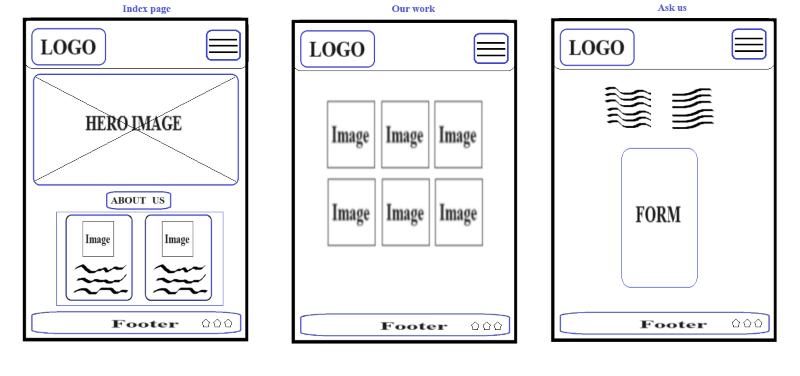 Index page
LOGO
HERO IMAGE
ABOUT US
Image Image
Footer
Our work
LOGO
Image Image Image
Image Image Image
Footer
Ask us
LOGO
FORM
Footer